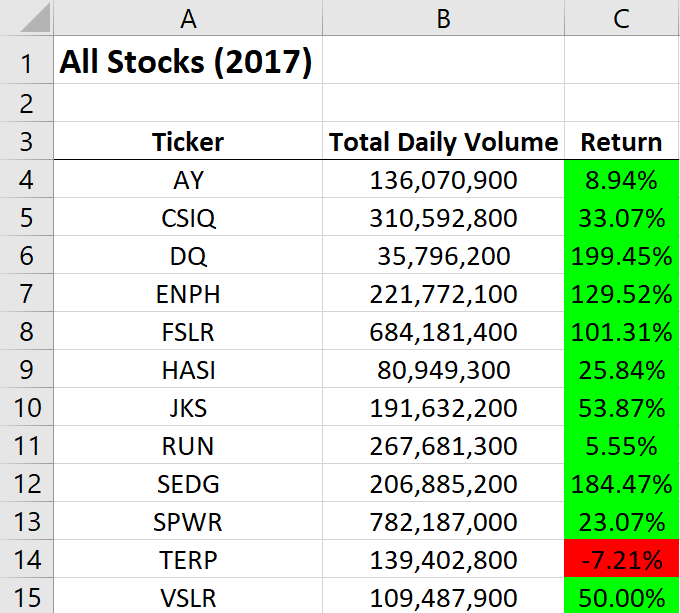 A B C
1 All Stocks (2017)
2
3 Ticker Total Daily Volume Return
4 AY 136,070,900 8.94%
5 CSIQ 310,592,800 33.07%
6 DQ 35,796,200 199.45%
7 ENPH 221,772,100 129.52%
8 FSLR 684,181,400 101.31%
9 HASI 80,949,300 25.84%
10 JKS 191,632,200 53.87%
11 RUN 267,681,300 5.55%
12 SEDG 206,885,200 184.47%
13 SPWR 782,187,000 23.07%
14 TERP 139,402,800 -7.21%
15 VSLR 109,487,900 50.00%